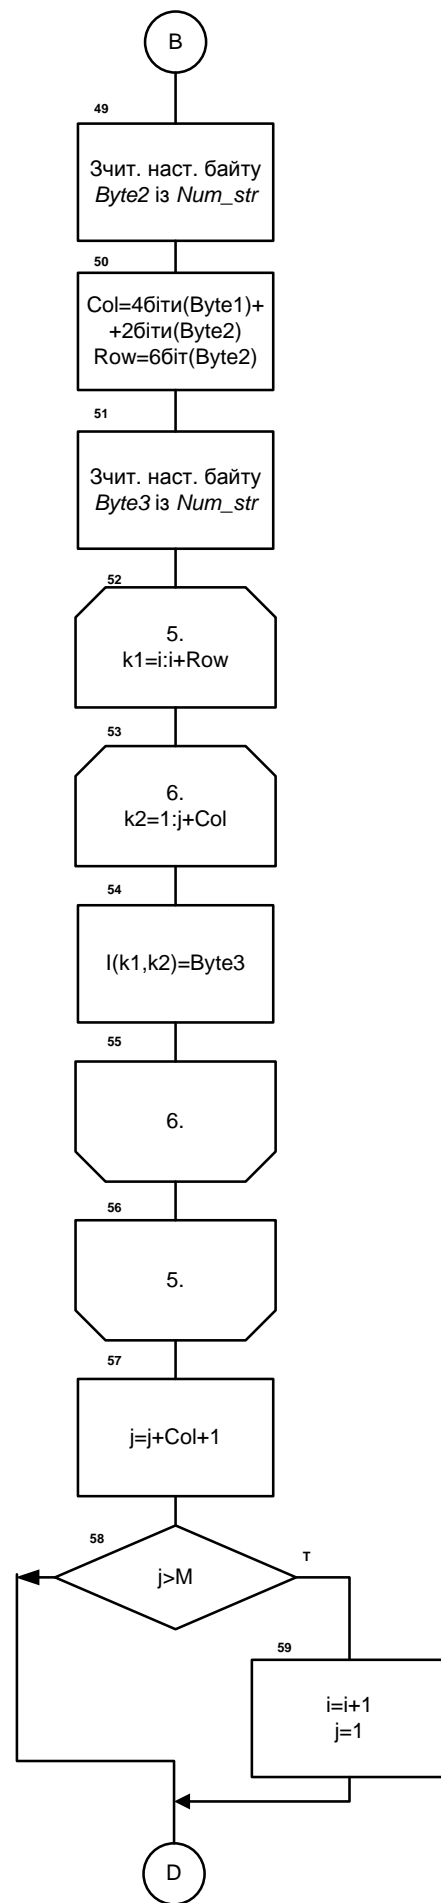 B
49
Зчит. наст. байту
Byte2 із Num_str
50
Col=4біти(Byte1)+
+2біти(Byte2)
Row=6біт(Byte2)
51
Зчит. наст. байту
Byte3 із Num_str
52
5.
k1=i:i+Row
53
6.
k2=1:j+Col
54
I(k1,k2)=Byte3
55
6.
56
5.
57
j=j+Col+1
58
j>M
T
59
i=i+1
j=1
D